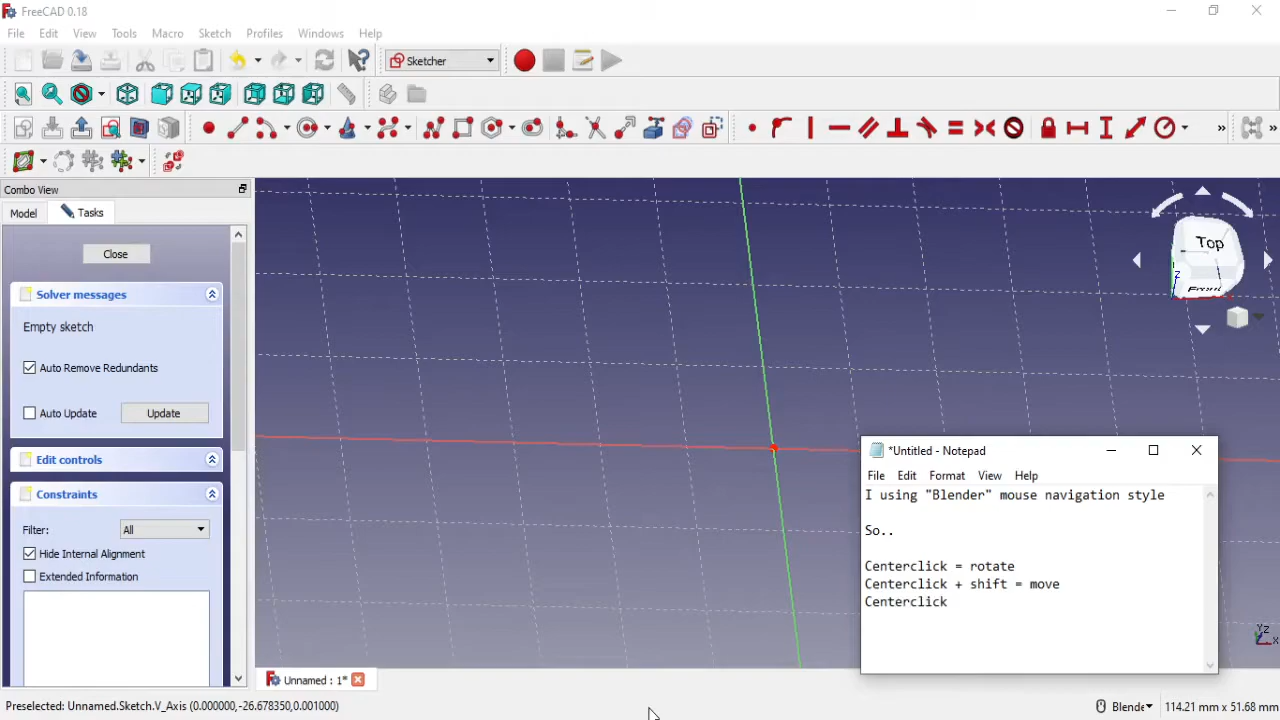 FreeCAD 0.18
File Edit View Tools Macro Sketch Profiles Windows Help
Sketcher
Combo View
Model Tasks
Close
Solver messages
Empty sketch
Auto Remove Redundants
Auto Update Update
Edit controls
Constraints
Filter: All
Hide Internal Alignment
Extended Information
Top
Front
Z
*Untitled - Notepad
File Edit Format View Help
I using "Blender" mouse navigation style
So..
Centerclick = rotate
Centerclick + shift = move
Centerclick
Unnamed : 1*
Preselected: Unnamed.Sketch.V_Axis (0.000000,-26.678350,0.001000)
Blende 114.21 mm x 51.68 mm